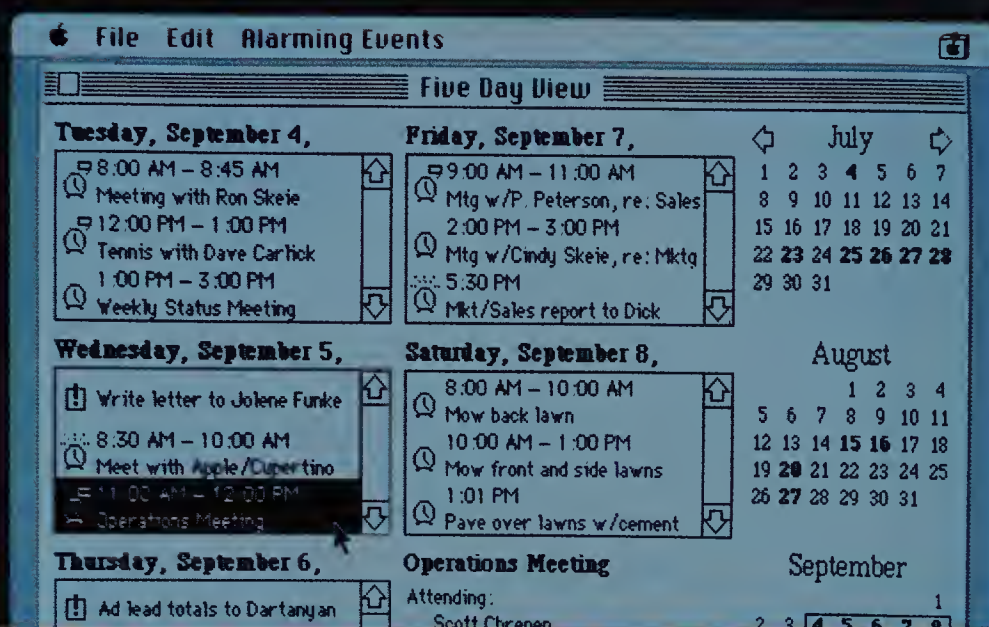 File Edit Alarming Events
Five Day View
Tuesday, September 4,
8:00 AM – 8:45 AM
Meeting with Ron Skeie
12:00 PM – 1:00 PM
Tennis with Dave Carlick
1:00 PM – 3:00 PM
Weekly Status Meeting
Wednesday, September 5,
Write letter to Jolene Funke
8:30 AM – 10:00 AM
Meet with Apple/Cupertino
11:00 AM – 12:00 PM
Operations Meeting
Thursday, September 6,
Ad lead totals to Dartanyan
Friday, September 7,
9:00 AM – 11:00 AM
Mtg w/P. Peterson, re: Sales
2:00 PM – 3:00 PM
Mtg w/Cindy Skeie, re: Mktg
5:30 PM
Mkt/Sales report to Dick
Saturday, September 8,
8:00 AM – 10:00 AM
Mow back lawn
10:00 AM – 1:00 PM
Mow front and side lawns
1:01 PM
Pave over lawns w/cement
Operations Meeting
Attending:
Scott
July
1 2 3 4 5 6 7
8 9 10 11 12 13 14
15 16 17 18 19 20 21
22 23 24 25 26 27 28
29 30 31
August
1 2 3 4
5 6 7 8 9 10 11
12 13 14 15 16 17 18
19 20 21 22 23 24 25
26 27 28 29 30 31
September
1
2 3 4 5 6 7 8